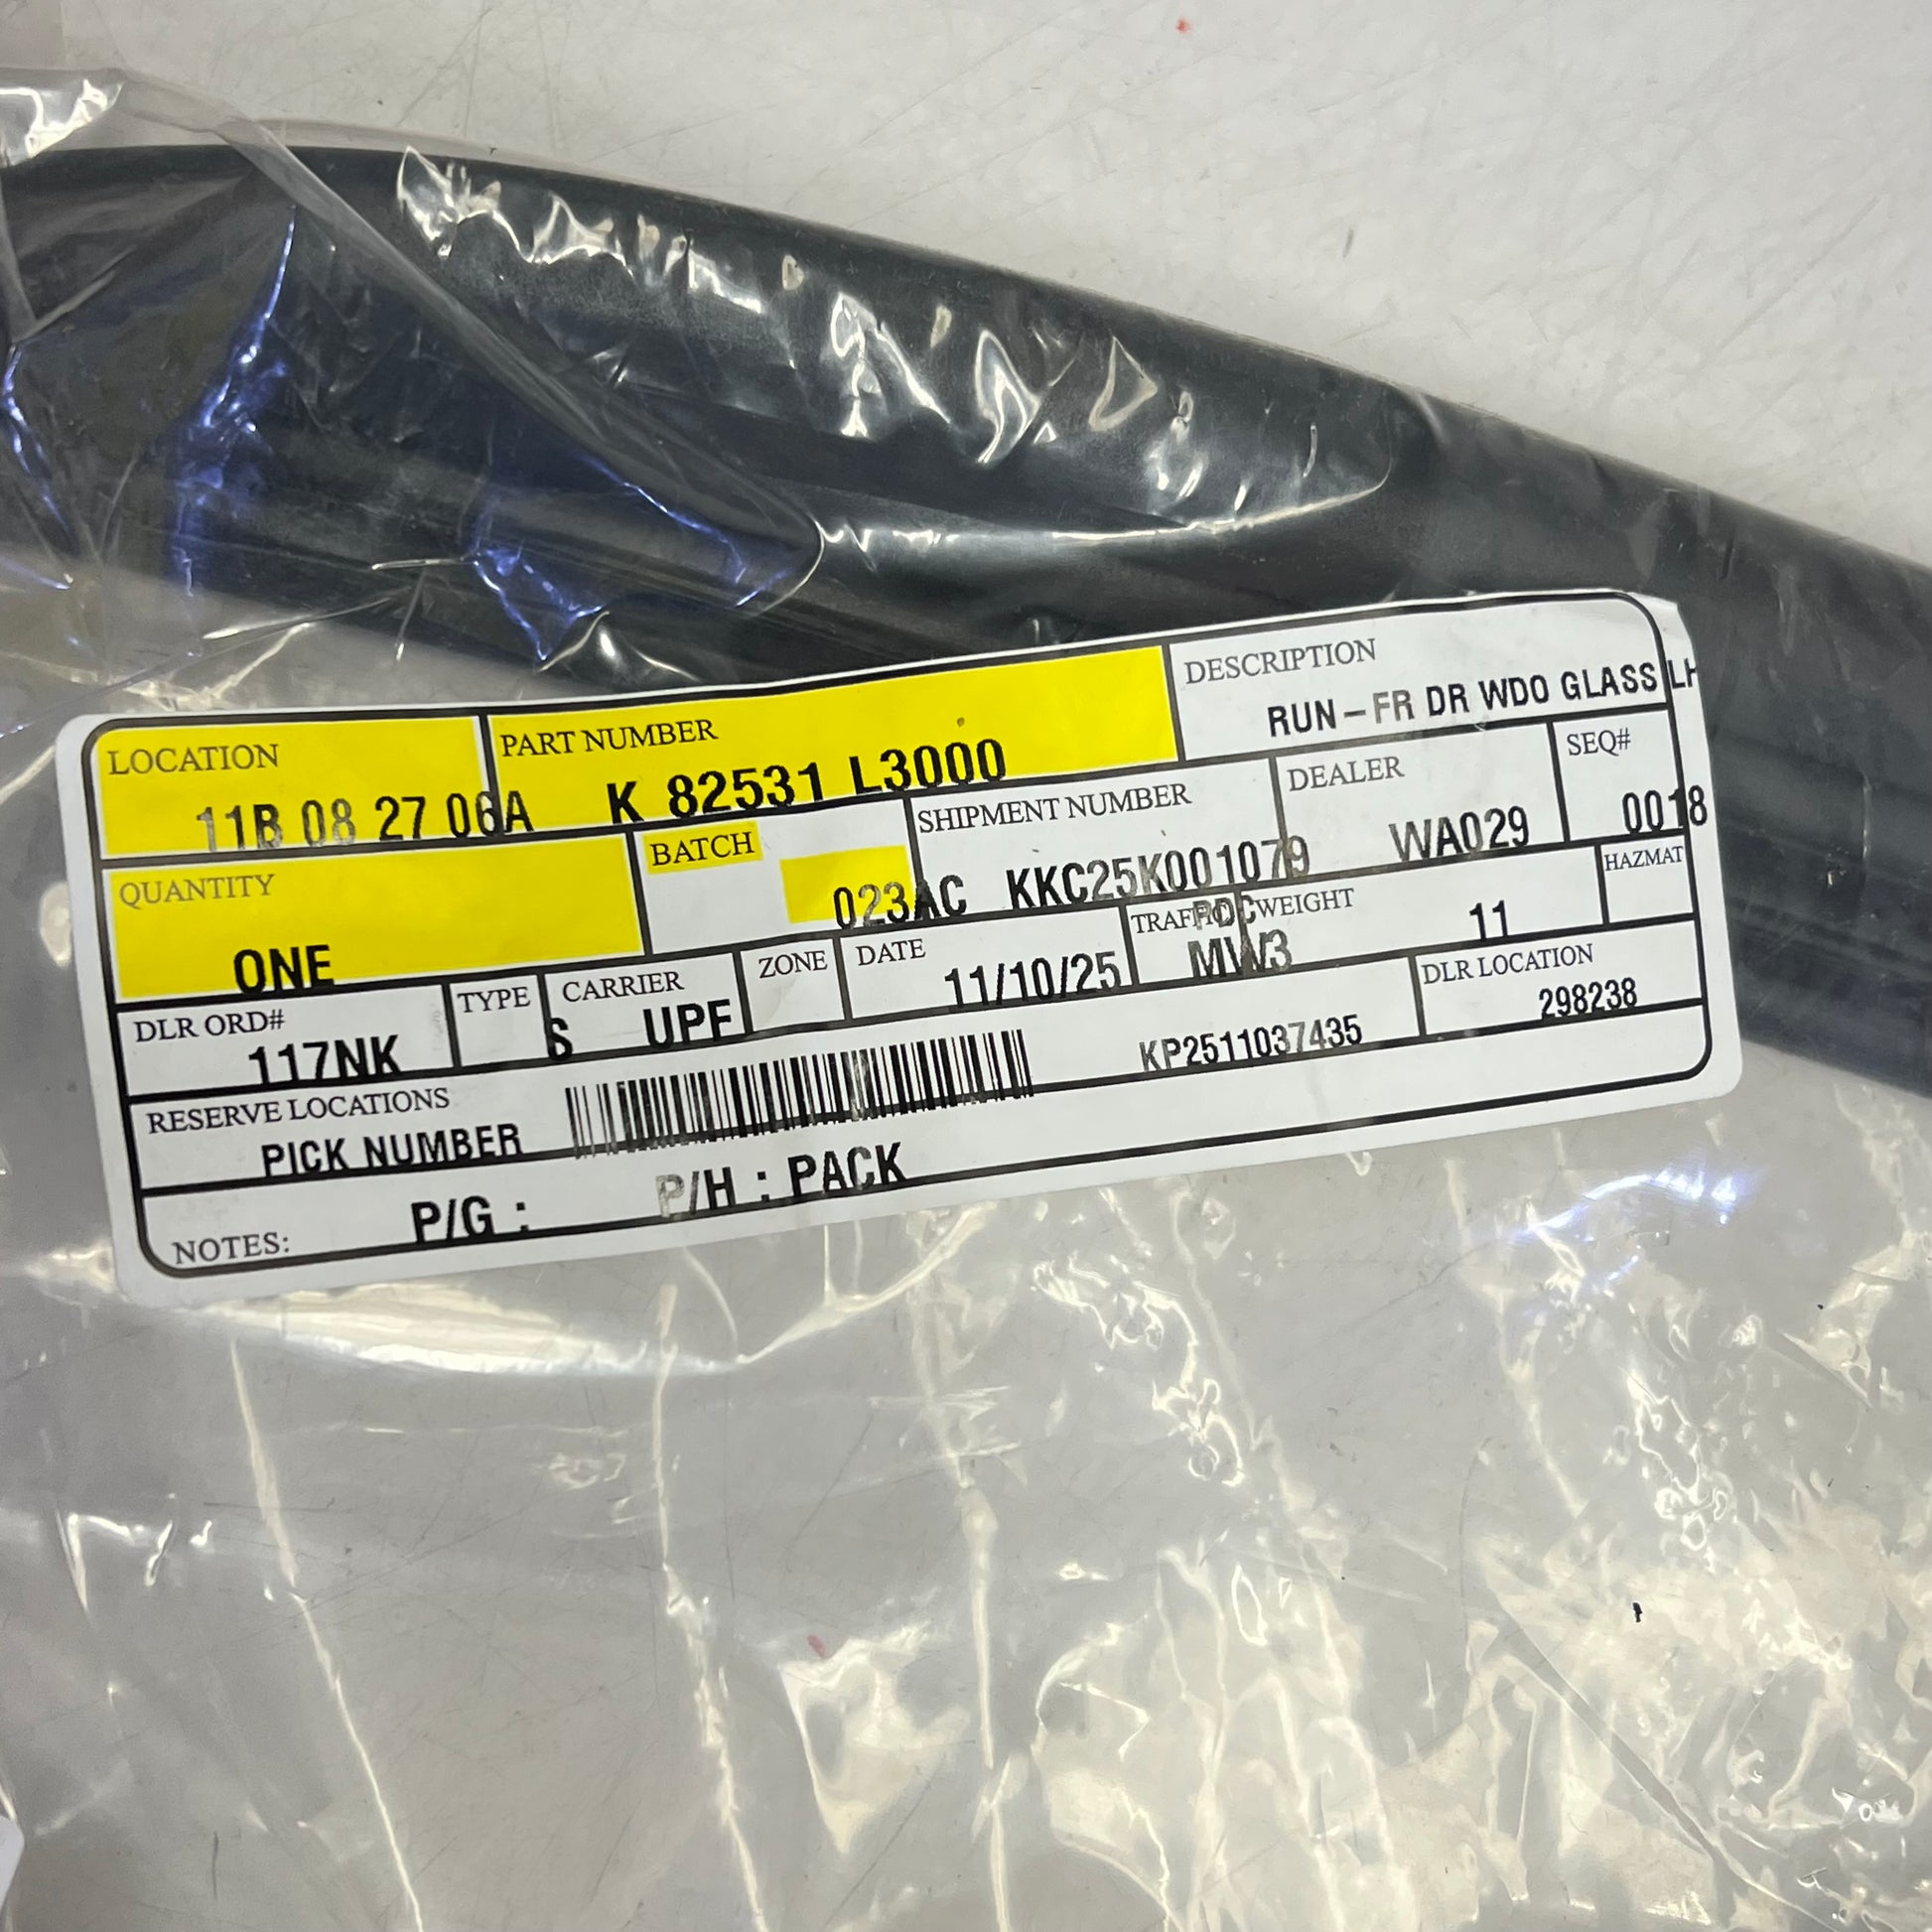 LOCATION
11B 08 27 06A
PART NUMBER
K 82531 L3000
DESCRIPTION
RUN-FR DR WDO GLASS LH
QUANTITY
ONE
BATCH
023AC
SHIPMENT NUMBER
KKC25K001079
DEALER
WA029
SEQ#
0018
DLR ORD#
117NK
TYPE
S
CARRIER
UPF
ZONE
DATE
11/10/25
TRAFFIC
PDC
MW3
WEIGHT
11
HAZMAT
RESERVE LOCATIONS
PICK NUMBER
KP2511037435
DLR LOCATION
298238
NOTES:
P/G : P/H : PACK